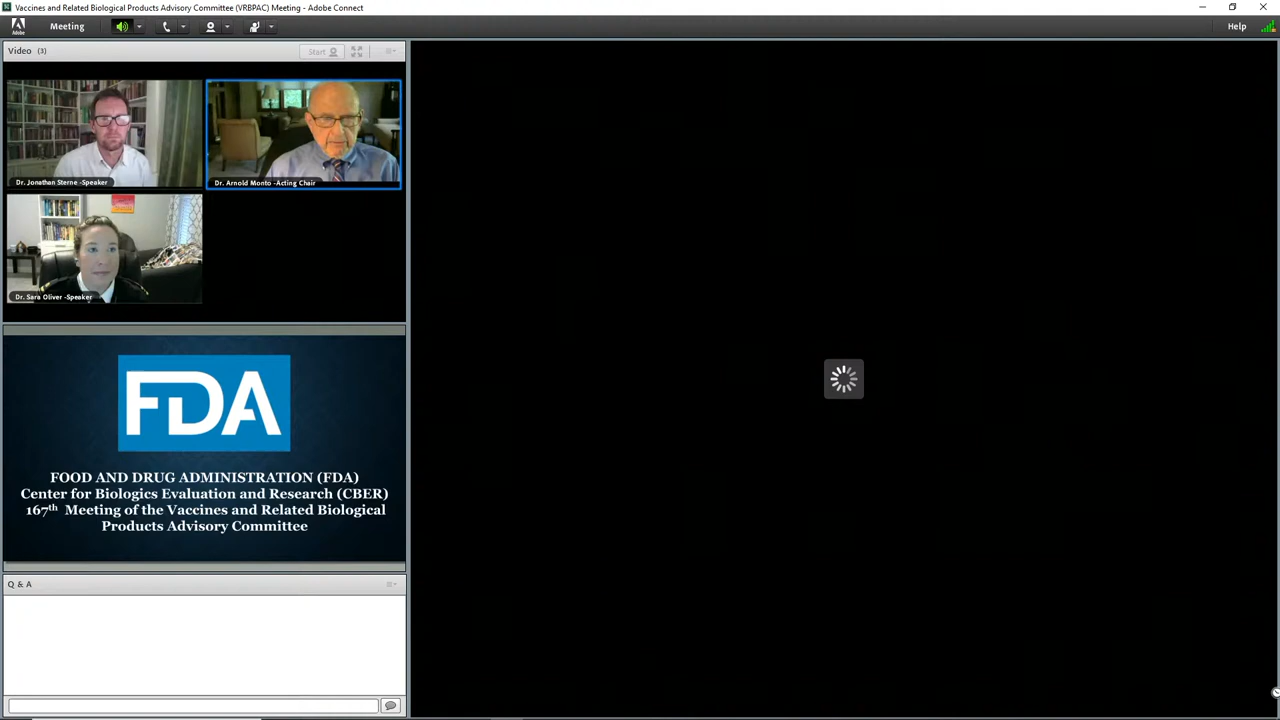 Vaccines and Related Biological Products Advisory Committee (VRBPAC) Meeting - Adobe Connect
Adobe
Meeting
Help
Video (3)
Start
Dr. Jonathan Sterne -Speaker
Dr. Arnold Monto -Acting Chair
Dr. Sara Oliver -Speaker
FDA
FOOD AND DRUG ADMINISTRATION (FDA)
Center for Biologics Evaluation and Research (CBER)
167th Meeting of the Vaccines and Related Biological
Products Advisory Committee
Q & A